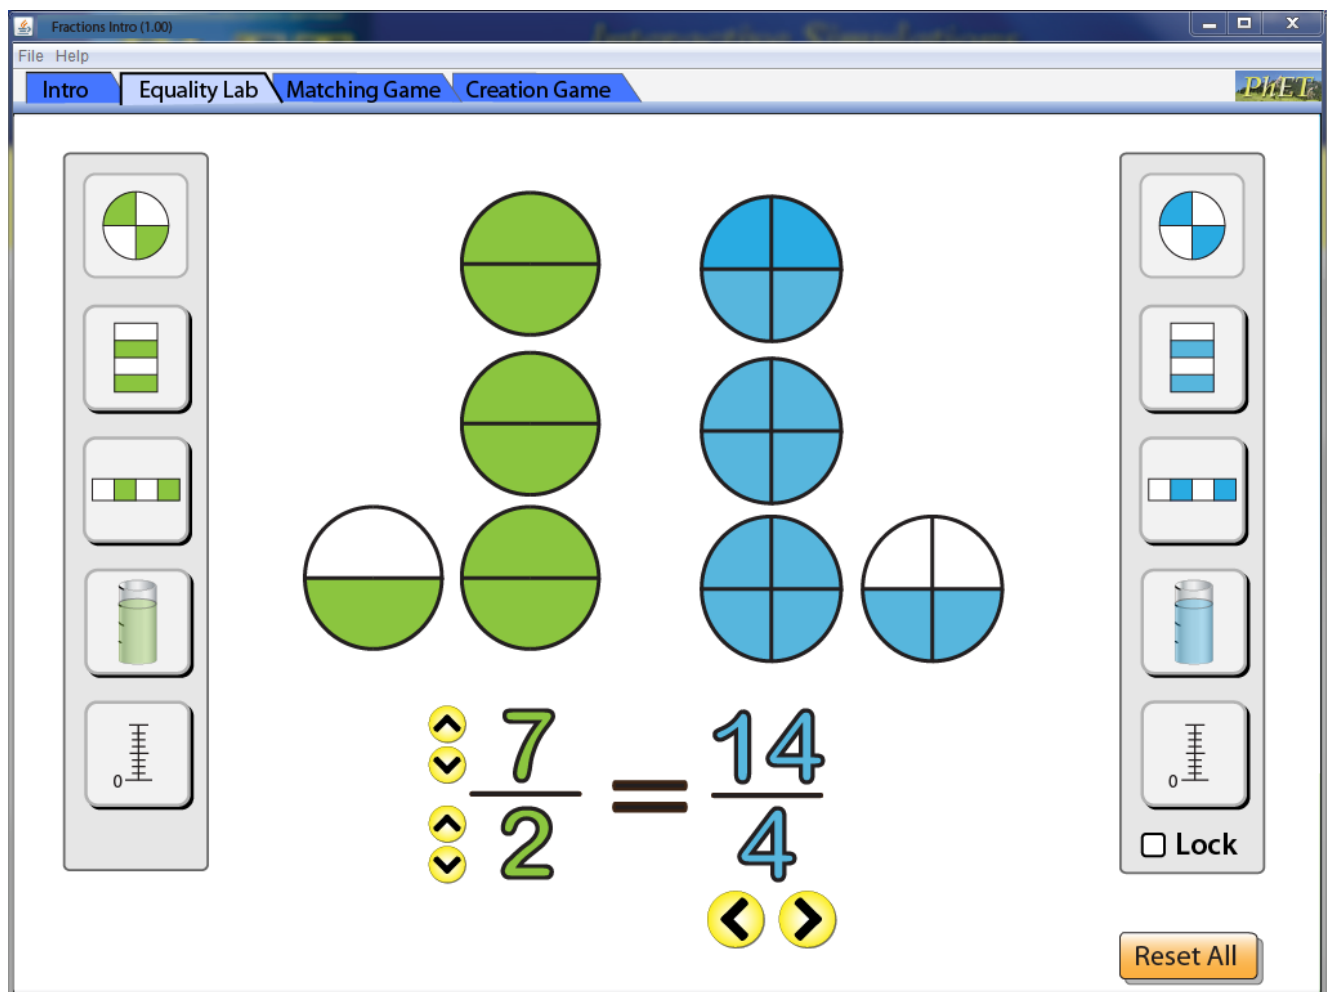 Fractions Intro (1.00)
File Help
Intro Equality Lab Matching Game Creation Game PhET
7 14
2 4
0
0
Lock
Reset All